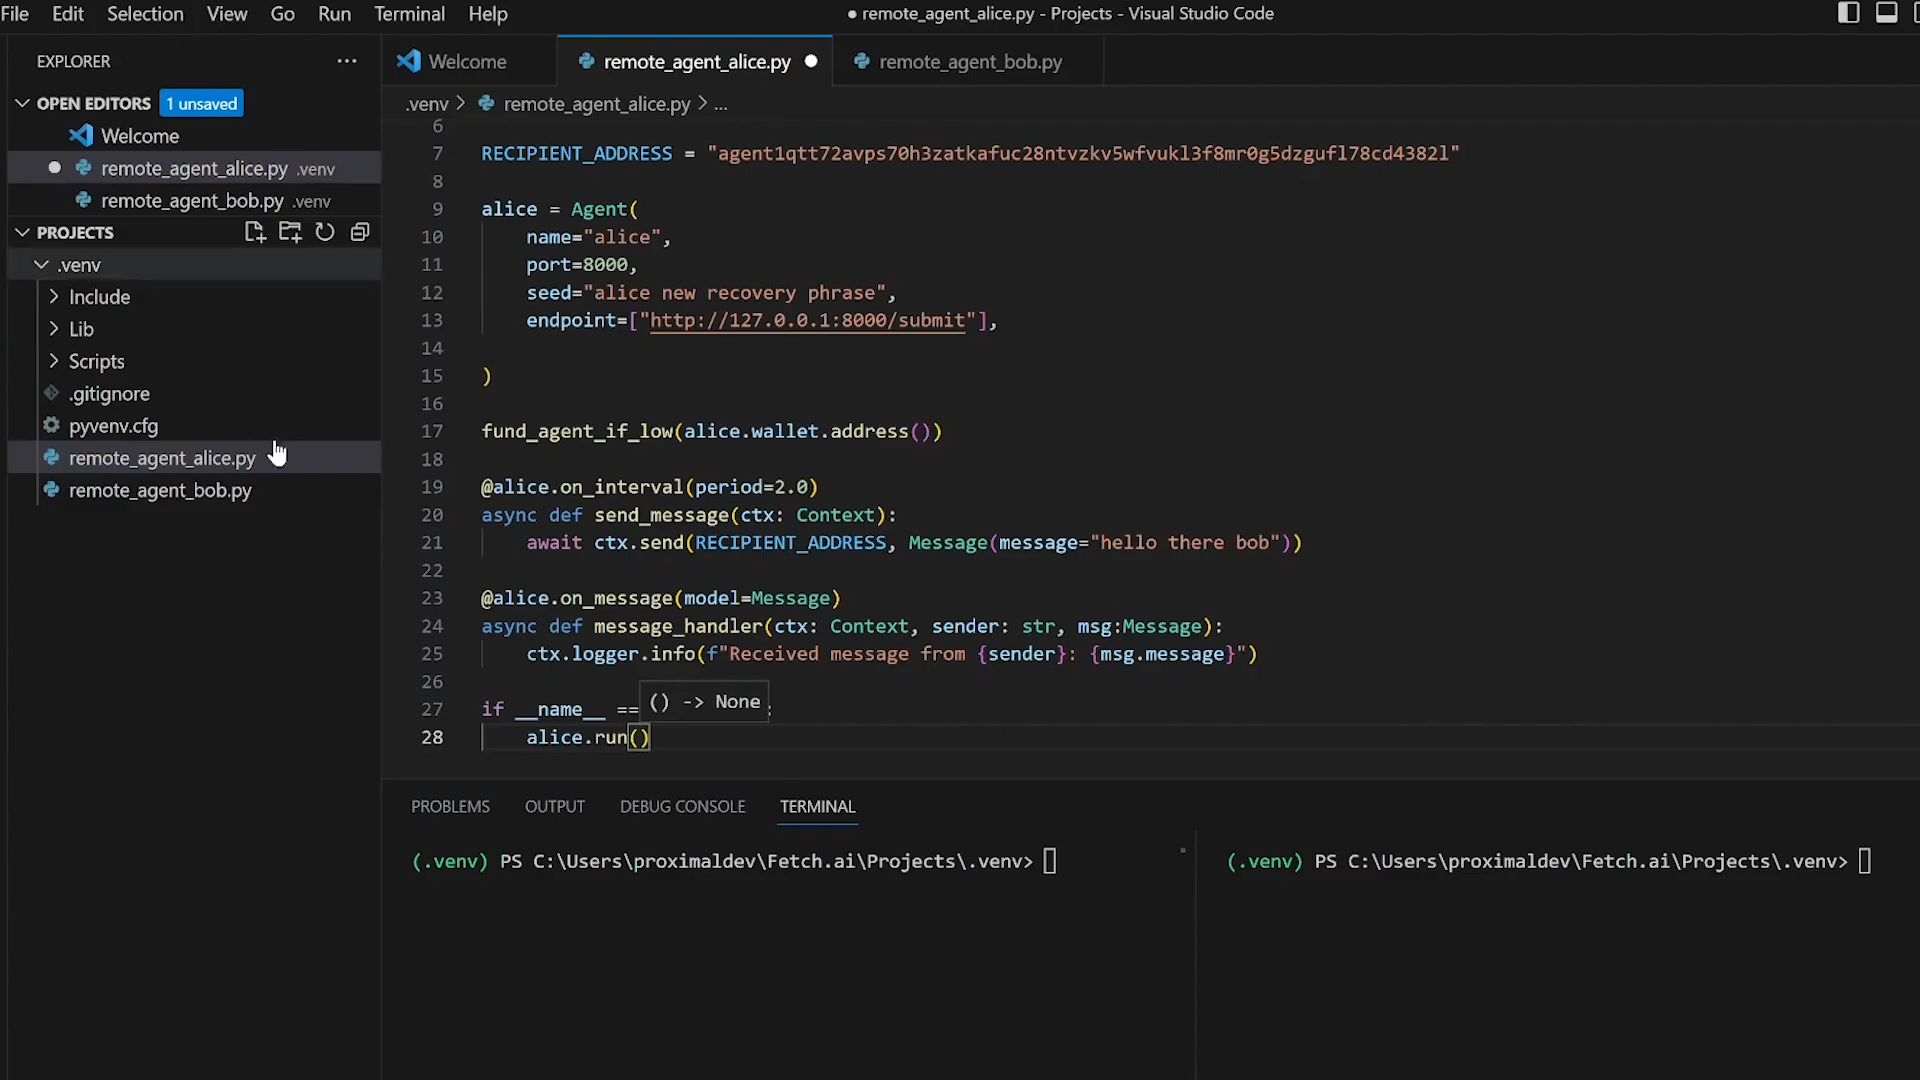 File Edit Selection View Go Run Terminal Help
● remote_agent_alice.py - Projects - Visual Studio Code
EXPLORER
OPEN EDITORS 1 unsaved
Welcome
remote_agent_alice.py .venv
remote_agent_bob.py .venv
PROJECTS
.venv
Include
Lib
Scripts
.gitignore
pyvenv.cfg
remote_agent_alice.py
remote_agent_bob.py
Welcome remote_agent_alice.py remote_agent_bob.py
.venv > remote_agent_alice.py > ...
6
7 RECIPIENT_ADDRESS = "agent1qtt72avps70h3zatkafuc28ntvzkv5wfvukl3f8mr0g5dzgufl78cd4382l"
8
9 alice = Agent(
10 name="alice",
11 port=8000,
12 seed="alice new recovery phrase",
13 endpoint=["http://127.0.0.1:8000/submit"],
14
15 )
16
17 fund_agent_if_low(alice.wallet.address())
18
19 @alice.on_interval(period=2.0)
20 async def send_message(ctx: Context):
21 await ctx.send(RECIPIENT_ADDRESS, Message(message="hello there bob"))
22
23 @alice.on_message(model=Message)
24 async def message_handler(ctx: Context, sender: str, msg:Message):
25 ctx.logger.info(f"Received message from {sender}: {msg.message}")
26
27 if __name__ == () -> None :
28 alice.run()
PROBLEMS OUTPUT DEBUG CONSOLE TERMINAL
(.venv) PS C:\Users\proximaldev\Fetch.ai\Projects\.venv>
(.venv) PS C:\Users\proximaldev\Fetch.ai\Projects\.venv>